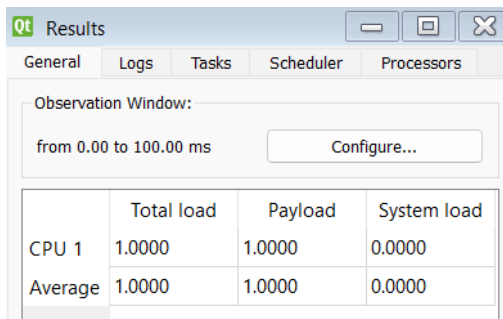 Qt Results
General Logs Tasks Scheduler Processors
Observation Window:
from 0.00 to 100.00 ms Configure...
Total load Payload System load
CPU 1 1.0000 1.0000 0.0000
Average 1.0000 1.0000 0.0000